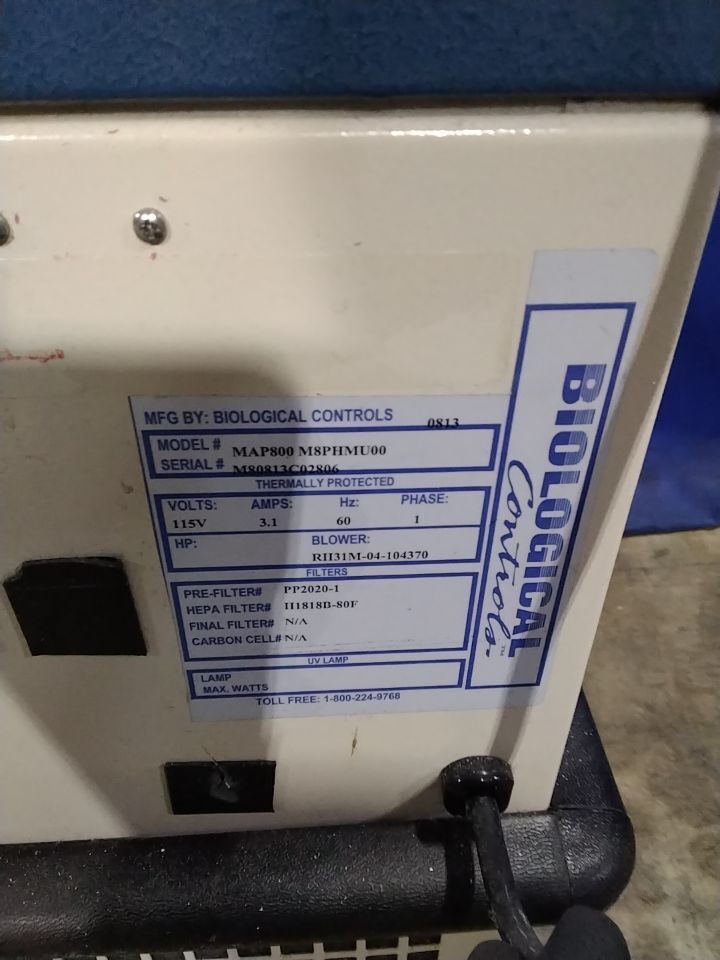 MFG BY: BIOLOGICAL CONTROLS 0813
MODEL # MAP800 M8PHMU00
SERIAL # M80813C02806
THERMALLY PROTECTED
VOLTS: AMPS: Hz: PHASE:
115V 3.1 60 1
HP: BLOWER:
RH31M-04-104370
FILTERS
PRE-FILTER# PP2020-1
HEPA FILTER# H1818B-80F
FINAL FILTER# N/A
CARBON CELL# N/A
UV LAMP
LAMP
MAX. WATTS
TOLL FREE: 1-800-224-9768
BIOLOGICAL
Controls